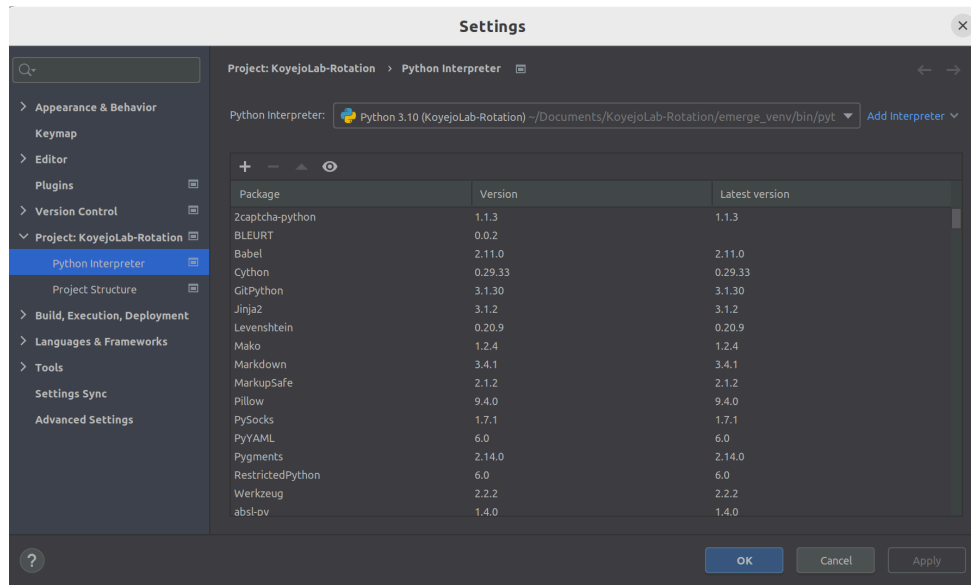 Settings
Project: KoyejoLab-Rotation > Python Interpreter
Python Interpreter: Python 3.10 (KoyejoLab-Rotation) ~/Documents/KoyejoLab-Rotation/emerge_venv/bin/pyt Add Interpreter
Appearance & Behavior
Keymap
Editor
Plugins
Version Control
Project: KoyejoLab-Rotation
Python Interpreter
Project Structure
Build, Execution, Deployment
Languages & Frameworks
Tools
Settings Sync
Advanced Settings
Package Version Latest version
2captcha-python 1.1.3 1.1.3
BLEURT 0.0.2
Babel 2.11.0 2.11.0
Cython 0.29.33 0.29.33
GitPython 3.1.30 3.1.30
Jinja2 3.1.2 3.1.2
Levenshtein 0.20.9 0.20.9
Mako 1.2.4 1.2.4
Markdown 3.4.1 3.4.1
MarkupSafe 2.1.2 2.1.2
Pillow 9.4.0 9.4.0
PySocks 1.7.1 1.7.1
PyYAML 6.0 6.0
Pygments 2.14.0 2.14.0
RestrictedPython 6.0 6.0
Werkzeug 2.2.2 2.2.2
absl-py 1.4.0 1.4.0
? OK Cancel Apply